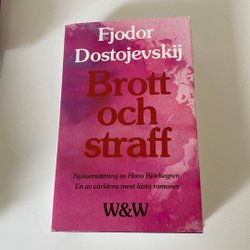 Fjodor
Dostojevskij
Brott
och
straff
Nyöversättning av Hans Björkegren.
En av världens mest lästa romaner
W&W